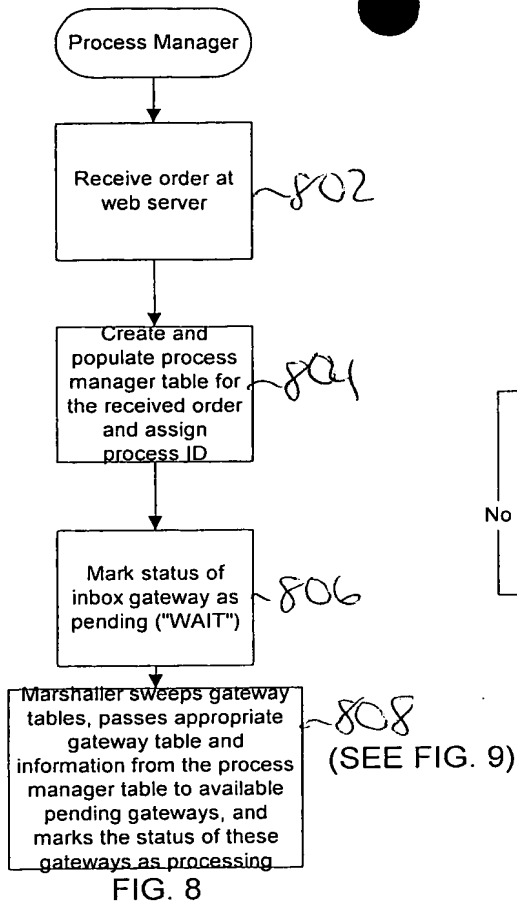 Process Manager
Receive order at
web server
802
Create and
populate process
manager table for
the received order
and assign
process ID
804
No
Mark status of
inbox gateway as
pending ("WAIT")
806
Marshaller sweeps gateway
tables, passes appropriate
gateway table and
information from the process
manager table to available
pending gateways, and
marks the status of these
gateways as processing
808
(SEE FIG. 9)
FIG. 8